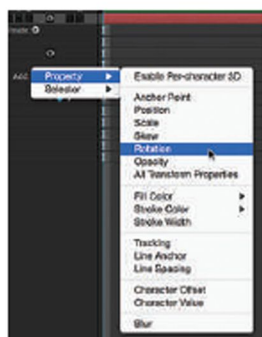 Add:
Property
Selector
Enable Per-character 3D
Anchor Point
Position
Scale
Skew
Rotation
Opacity
All Transform Properties
Fill Color
Stroke Color
Stroke Width
Tracking
Line Anchor
Line Spacing
Character Offset
Character Value
Blur